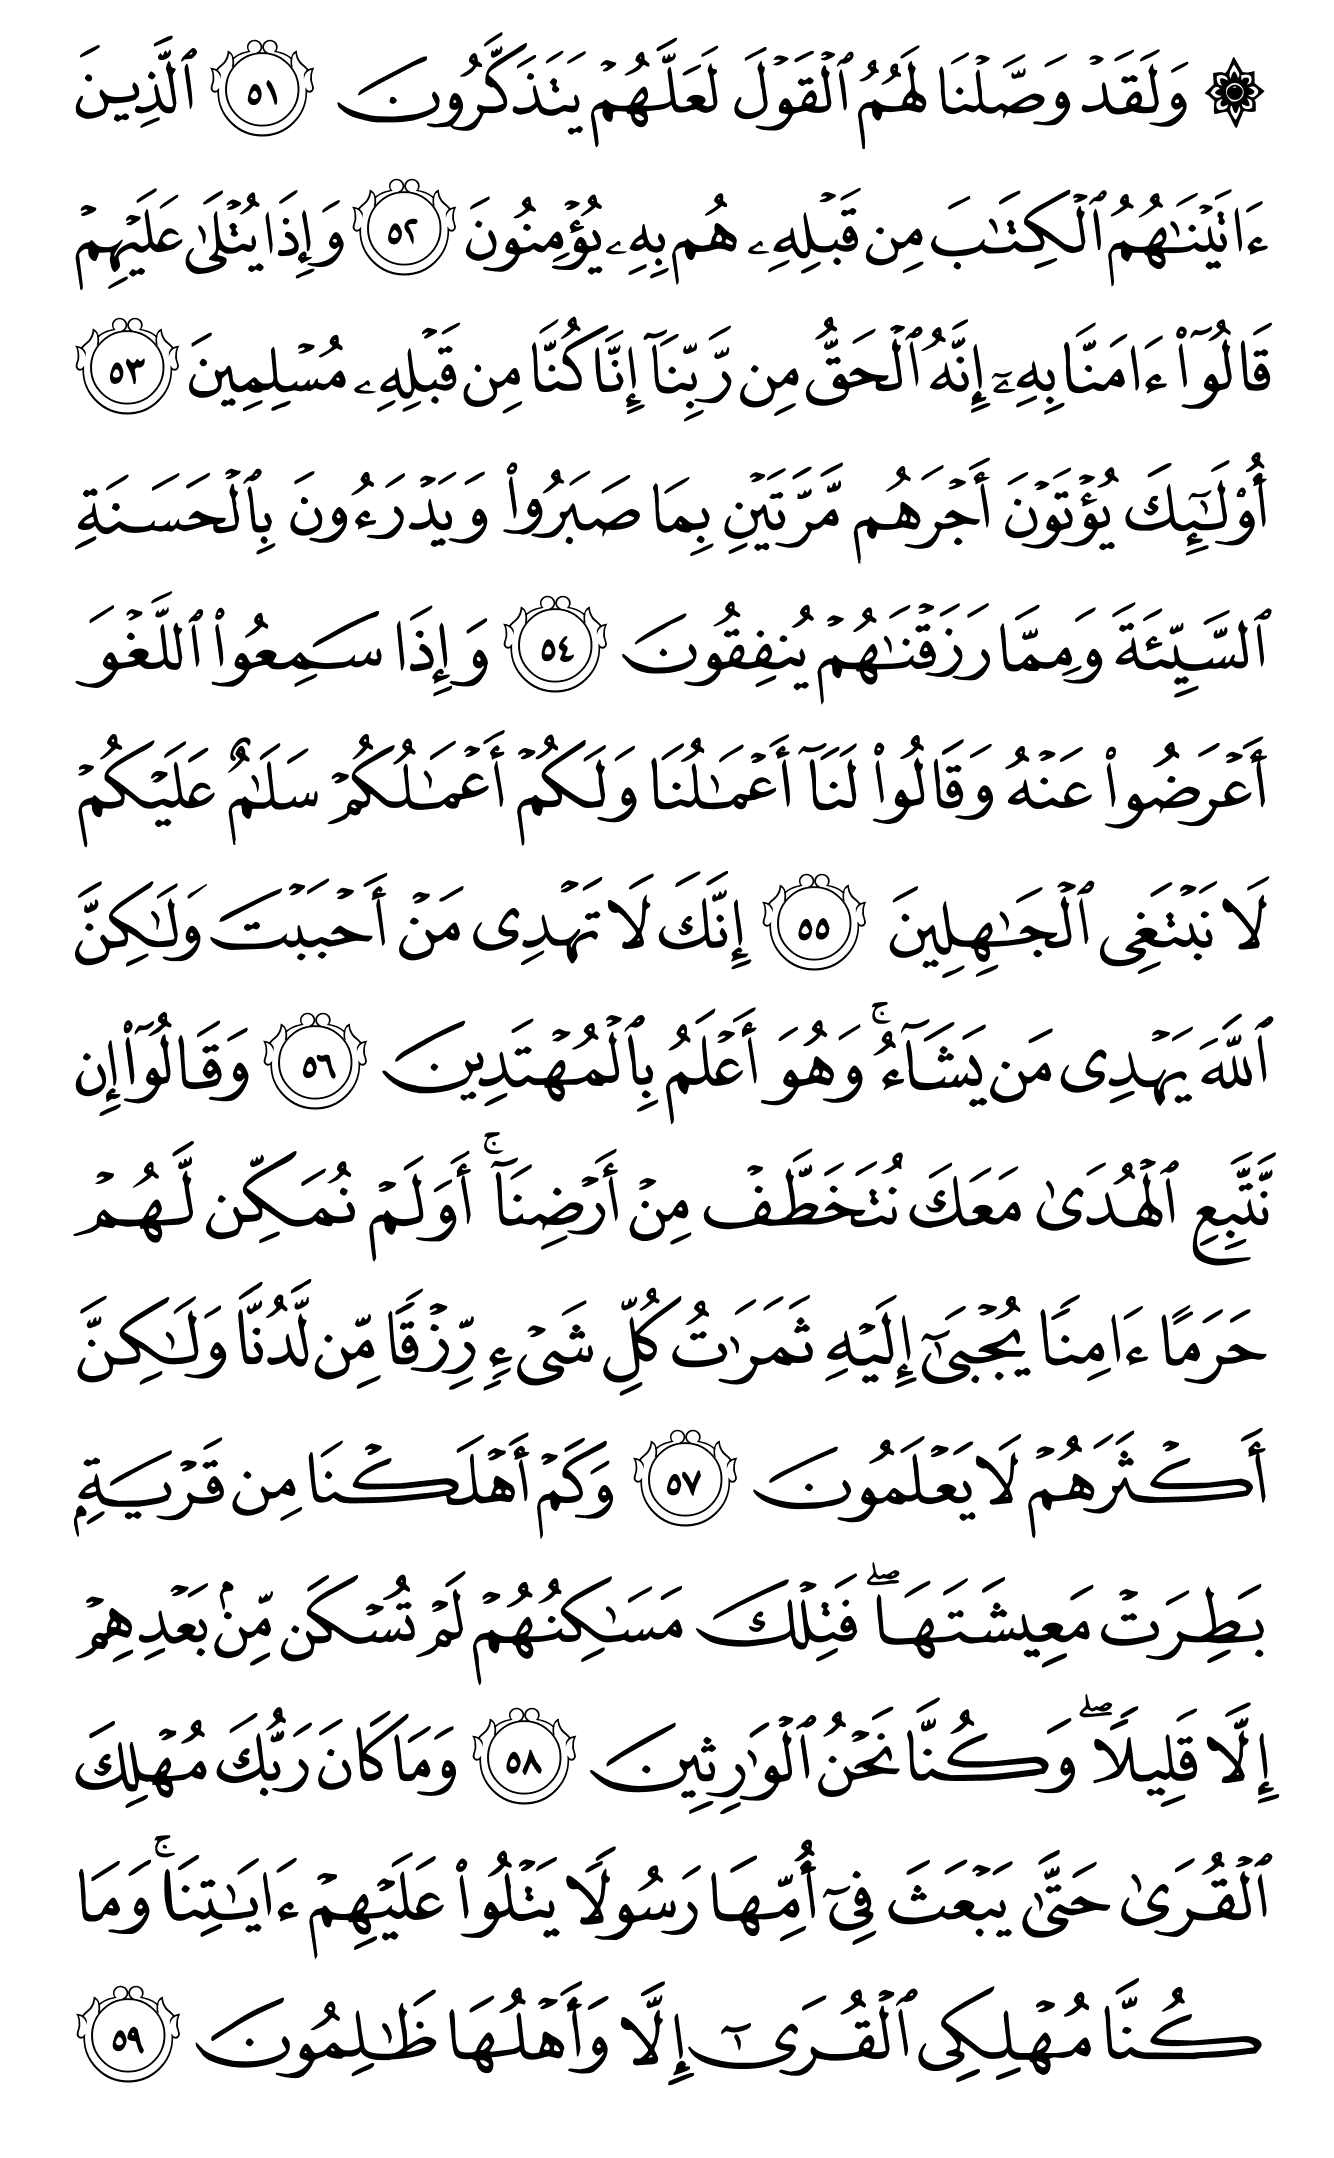 ۞ وَلَقَدۡ وَصَّلۡنَا لَهُمُ ٱلۡقَوۡلَ لَعَلَّهُمۡ يَتَذَكَّرُونَ ٥١ ٱلَّذِينَ
ءَاتَيۡنَٰهُمُ ٱلۡكِتَٰبَ مِن قَبۡلِهِۦ هُم بِهِۦ يُؤۡمِنُونَ ٥٢ وَإِذَا يُتۡلَىٰ عَلَيۡهِمۡ
قَالُوٓاْ ءَامَنَّا بِهِۦٓ إِنَّهُ ٱلۡحَقُّ مِن رَّبِّنَآ إِنَّا كُنَّا مِن قَبۡلِهِۦ مُسۡلِمِينَ ٥٣
أُوْلَٰٓئِكَ يُؤۡتَوۡنَ أَجۡرَهُم مَّرَّتَيۡنِ بِمَا صَبَرُواْ وَيَدۡرَءُونَ بِٱلۡحَسَنَةِ
ٱلسَّيِّئَةَ وَمِمَّا رَزَقۡنَٰهُمۡ يُنفِقُونَ ٥٤ وَإِذَا سَمِعُواْ ٱللَّغۡوَ
أَعۡرَضُواْ عَنۡهُ وَقَالُواْ لَنَآ أَعۡمَٰلُنَا وَلَكُمۡ أَعۡمَٰلُكُمۡ سَلَٰمٌ عَلَيۡكُمۡ
لَا نَبۡتَغِي ٱلۡجَٰهِلِينَ ٥٥ إِنَّكَ لَا تَهۡدِي مَنۡ أَحۡبَبۡتَ وَلَٰكِنَّ
ٱللَّهَ يَهۡدِي مَن يَشَآءُۚ وَهُوَ أَعۡلَمُ بِٱلۡمُهۡتَدِينَ ٥٦ وَقَالُوٓاْ إِن
نَّتَّبِعِ ٱلۡهُدَىٰ مَعَكَ نُتَخَطَّفۡ مِنۡ أَرۡضِنَآۚ أَوَلَمۡ نُمَكِّن لَّهُمۡ
حَرَمًا ءَامِنٗا يُجۡبَىٰٓ إِلَيۡهِ ثَمَرَٰتُ كُلِّ شَيۡءٖ رِّزۡقٗا مِّن لَّدُنَّا وَلَٰكِنَّ
أَكۡثَرَهُمۡ لَا يَعۡلَمُونَ ٥٧ وَكَمۡ أَهۡلَكۡنَا مِن قَرۡيَةِۭ
بَطِرَتۡ مَعِيشَتَهَاۖ فَتِلۡكَ مَسَٰكِنُهُمۡ لَمۡ تُسۡكَن مِّنۢ بَعۡدِهِمۡ
إِلَّا قَلِيلٗاۖ وَكُنَّا نَحۡنُ ٱلۡوَٰرِثِينَ ٥٨ وَمَا كَانَ رَبُّكَ مُهۡلِكَ
ٱلۡقُرَىٰ حَتَّىٰ يَبۡعَثَ فِيٓ أُمِّهَا رَسُولٗا يَتۡلُواْ عَلَيۡهِمۡ ءَايَٰتِنَاۚ وَمَا
كُنَّا مُهۡلِكِي ٱلۡقُرَىٰٓ إِلَّا وَأَهۡلُهَا ظَٰلِمُونَ ٥٩